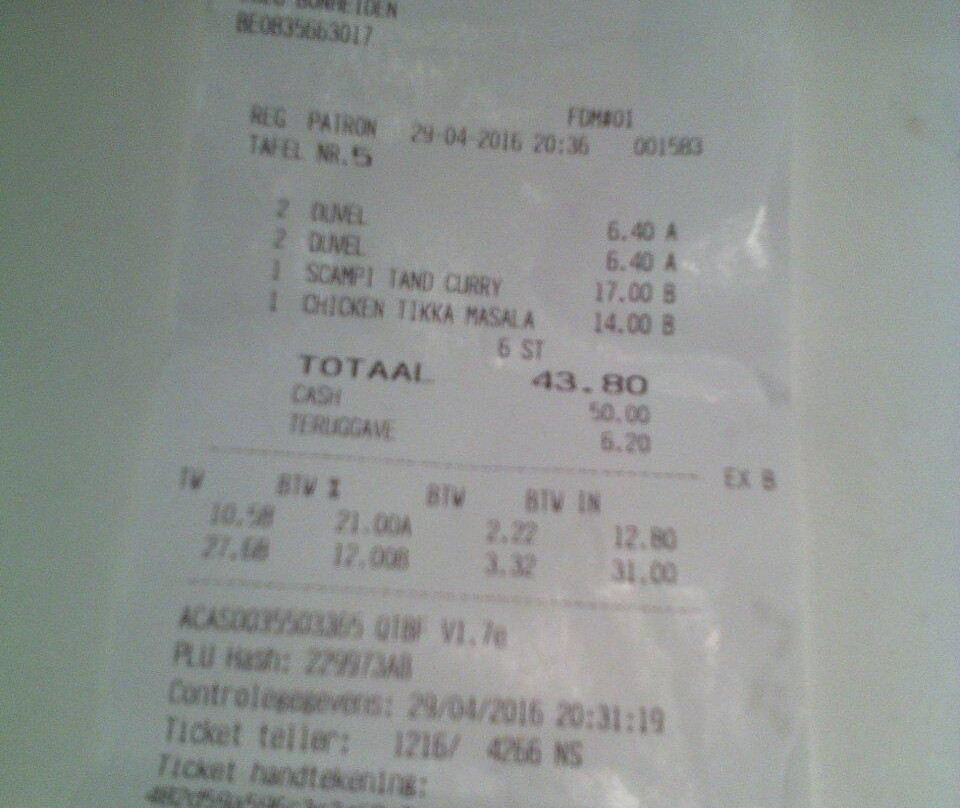 BONHEIDEN
BE0835663017
FDM#01
REG PATRON 29-04-2016 20:36 001583
TAFEL NR.5
2 DUVEL 6.40 A
2 DUVEL 6.40 A
1 SCAMPI TAND CURRY 17.00 B
1 CHICKEN TIKKA MASALA 14.00 B
6 ST
TOTAAL 43.80
CASH 50.00
TERUGGAVE 6.20
TW BTW % BTW BTW IN EX B
10.58 21.00A 2.22 12.80
27.68 12.00B 3.32 31.00
QTBF V1.7e
PLU Hash: 229973AB
Controlegegevens: 29/04/2016 20:31:19
Ticket teller: 1216/ 4266 NS
Ticket handtekening: